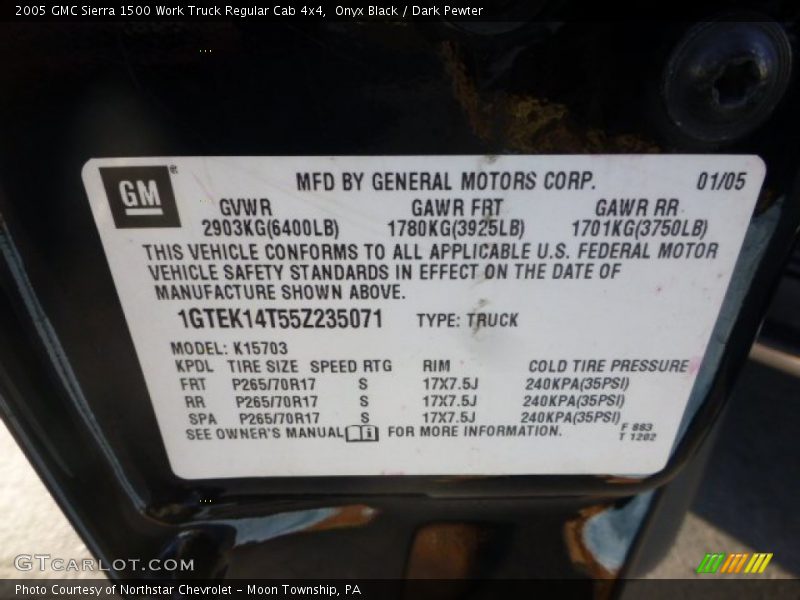 2005 GMC Sierra 1500 Work Truck Regular Cab 4x4,  Onyx Black / Dark Pewter
GM®
MFD BY GENERAL MOTORS CORP. 01/05
GVWR GAWR FRT GAWR RR
2903KG(6400LB) 1780KG(3925LB) 1701KG(3750LB)
THIS VEHICLE CONFORMS TO ALL APPLICABLE U.S. FEDERAL MOTOR
VEHICLE SAFETY STANDARDS IN EFFECT ON THE DATE OF
MANUFACTURE SHOWN ABOVE.
1GTEK14T55Z235071 TYPE: TRUCK
MODEL: K15703
KPDL TIRE SIZE SPEED RTG RIM COLD TIRE PRESSURE
FRT P265/70R17 S 17X7.5J 240KPA(35PSI)
RR P265/70R17 S 17X7.5J 240KPA(35PSI)
SPA P265/70R17 S 17X7.5J 240KPA(35PSI)
SEE OWNER'S MANUAL i FOR MORE INFORMATION.
F 863
T 1202
GTCARLOT.COM
Photo Courtesy of Northstar Chevrolet - Moon Township, PA